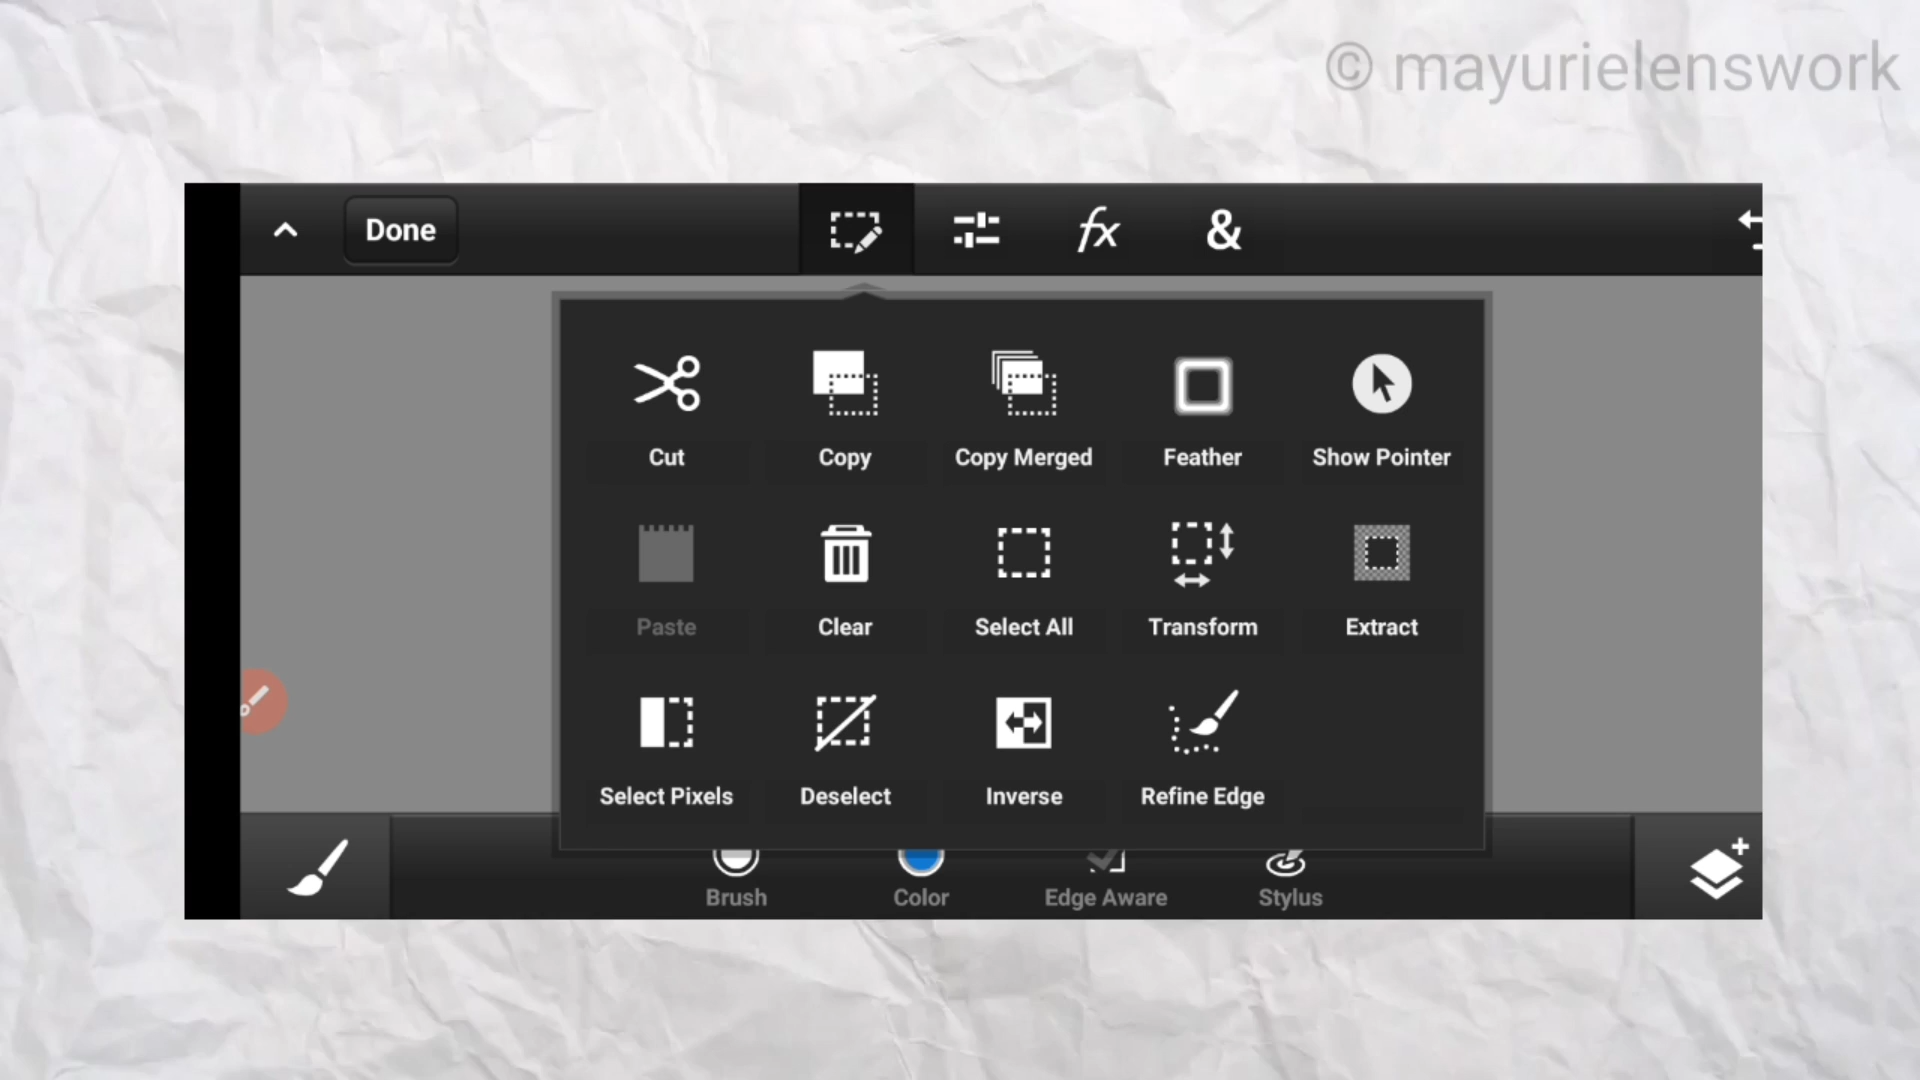 © mayurielenswork
Done
fx
&
Cut
Copy
Copy Merged
Feather
Show Pointer
Paste
Clear
Select All
Transform
Extract
Select Pixels
Deselect
Inverse
Refine Edge
Brush
Color
Edge Aware
Stylus